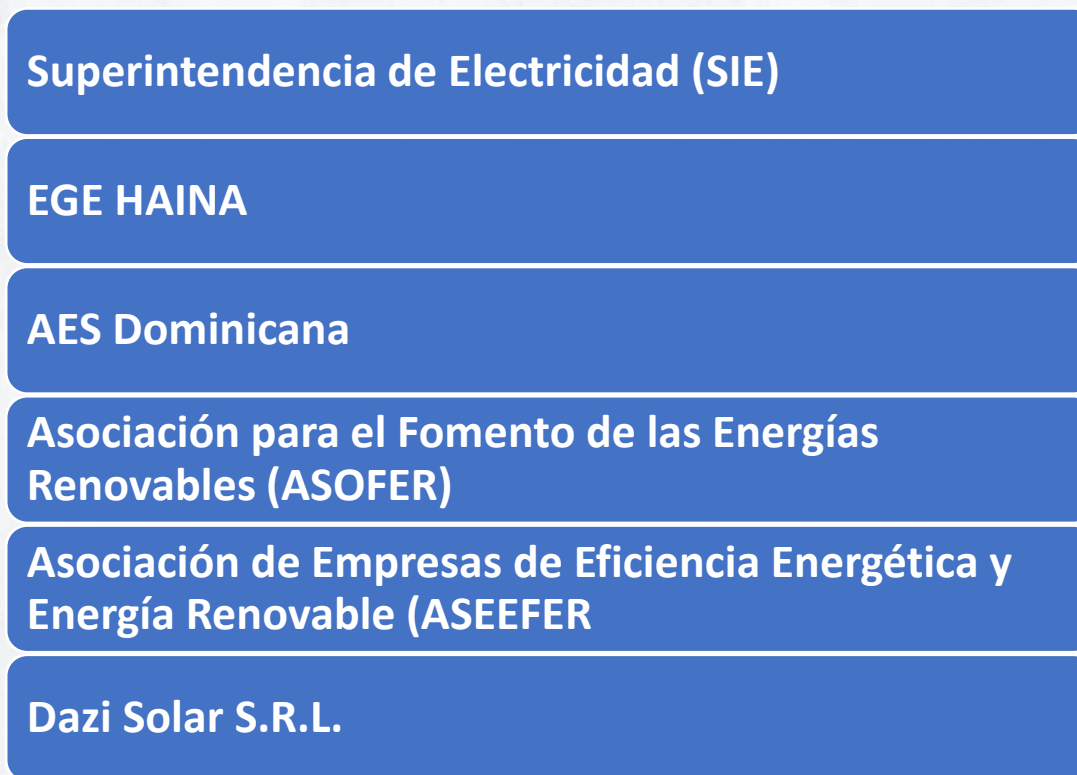 Superintendencia de Electricidad (SIE)
EGE HAINA
AES Dominicana
Asociación para el Fomento de las Energías
Renovables (ASOFER)
Asociación de Empresas de Eficiencia Energética y
Energía Renovable (ASEEFER
Dazi Solar S.R.L.